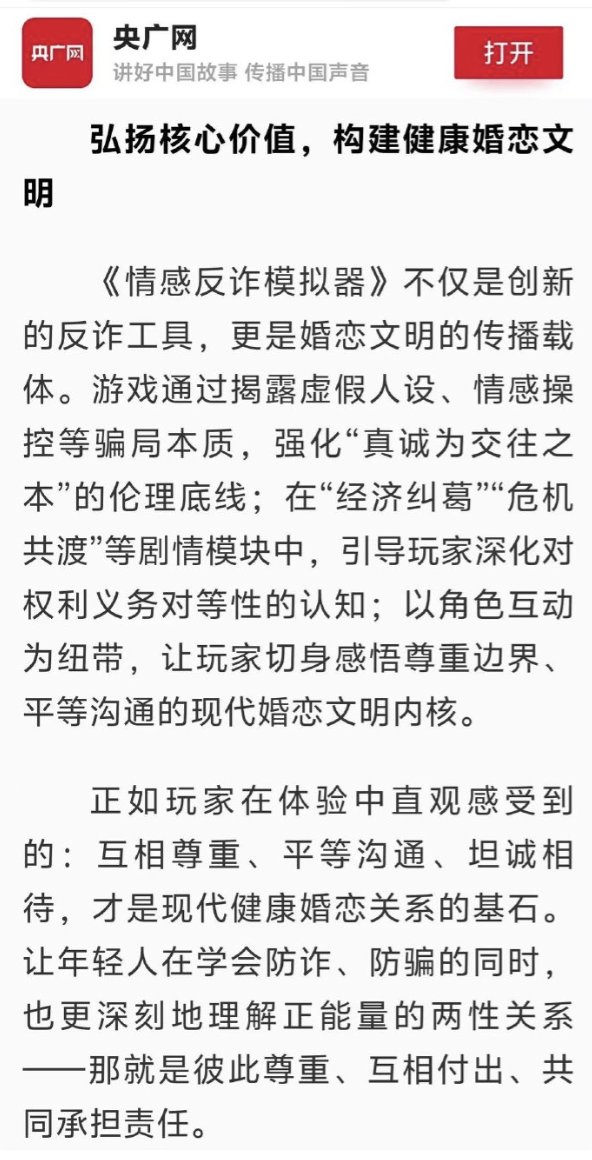 央广网
央广网
讲好中国故事 传播中国声音
打开
弘扬核心价值，构建健康婚恋文
明
《情感反诈模拟器》不仅是创新
的反诈工具，更是婚恋文明的传播载
体。游戏通过揭露虚假人设、情感操
控等骗局本质，强化“真诚为交往之
本”的伦理底线；在“经济纠葛”“危机
共渡”等剧情模块中，引导玩家深化对
权利义务对等性的认知；以角色互动
为纽带，让玩家切身感悟尊重边界、
平等沟通的现代婚恋文明内核。
正如玩家在体验中直观感受到
的：互相尊重、平等沟通、坦诚相
待，才是现代健康婚恋关系的基石。
让年轻人在学会防诈、防骗的同时，
也更深刻地理解正能量的两性关系
——那就是彼此尊重、互相付出、共
同承担责任。